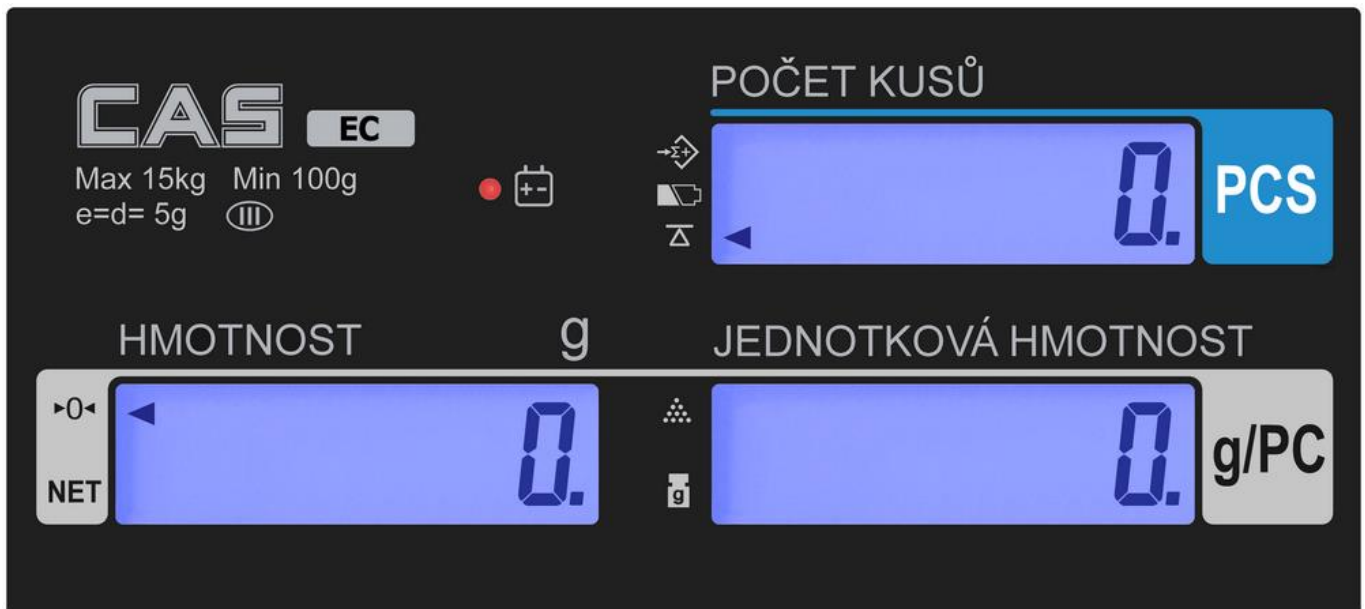 CAS EC
Max 15kg Min 100g
e=d= 5g III
POČET KUSŮ
0.
PCS
HMOTNOST g
►0◄
NET
0.
JEDNOTKOVÁ HMOTNOST
g
0.
g/PC